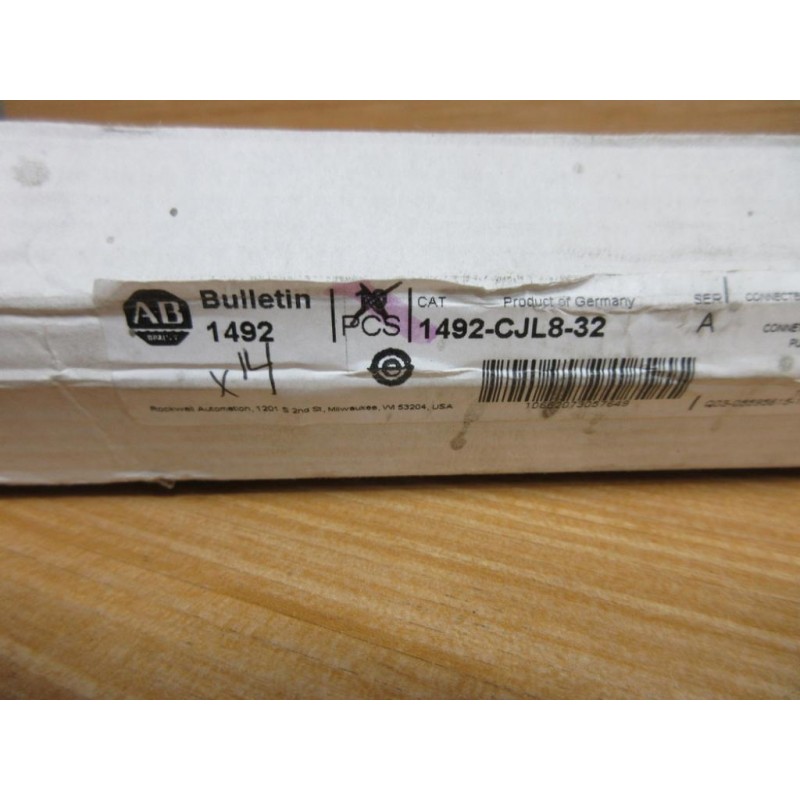 AB
Bulletin
1492
x 14
PCS
CAT
Product of Germany
1492-CJL8-32
SER
A
Rockwell Automation, 1201 S 2nd St, Milwaukee, WI 53204, USA